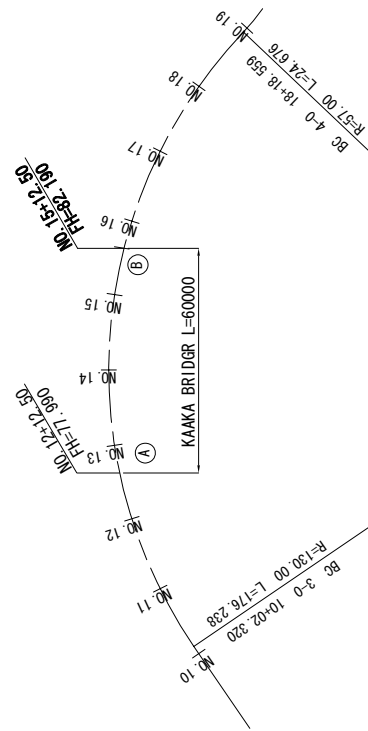 NO.10
BC 3-0 10+02.320
R=130.00 L=176.238
NO.11
NO.12
NO.12+12.50
FH=77.990
NO.13
A
NO.14
KAAKA BRIDGR L=60000
NO.15
B
NO.15+12.50
FH=82.190
NO.16
NO.17
NO.18
NO.19
BC 4-0 18+18.559
R=57.00 L=24.676